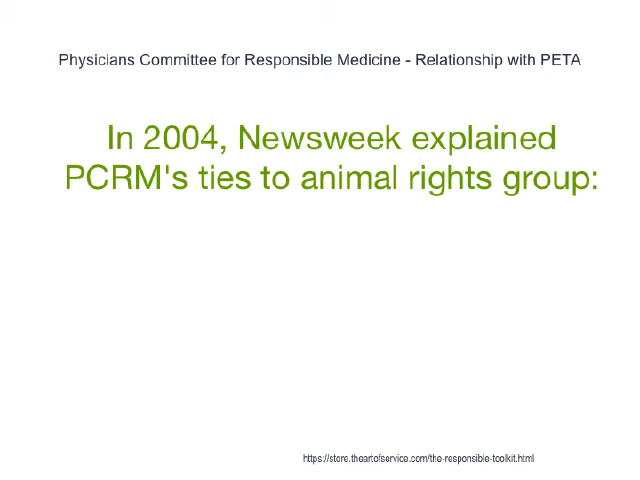 Physicians Committee for Responsible Medicine - Relationship with PETA
In 2004, Newsweek explained
PCRM's ties to animal rights group:
https://store.theartofservice.com/the-responsible-toolkit.html